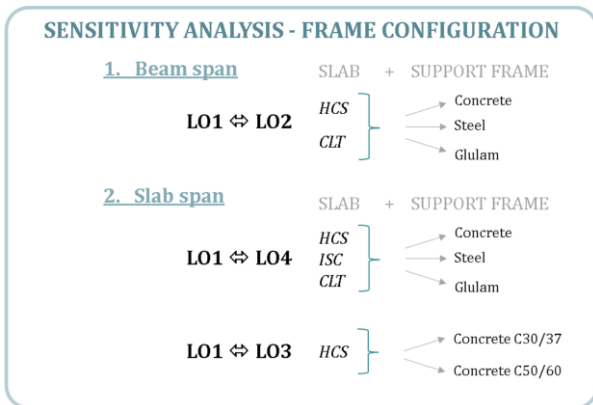 SENSITIVITY ANALYSIS - FRAME CONFIGURATION
1. Beam span
SLAB + SUPPORT FRAME
LO1 ⇔ LO2
HCS
CLT
Concrete
Steel
Glulam
2. Slab span
SLAB + SUPPORT FRAME
LO1 ⇔ LO4
HCS
ISC
CLT
Concrete
Steel
Glulam
LO1 ⇔ LO3
HCS
Concrete C30/37
Concrete C50/60